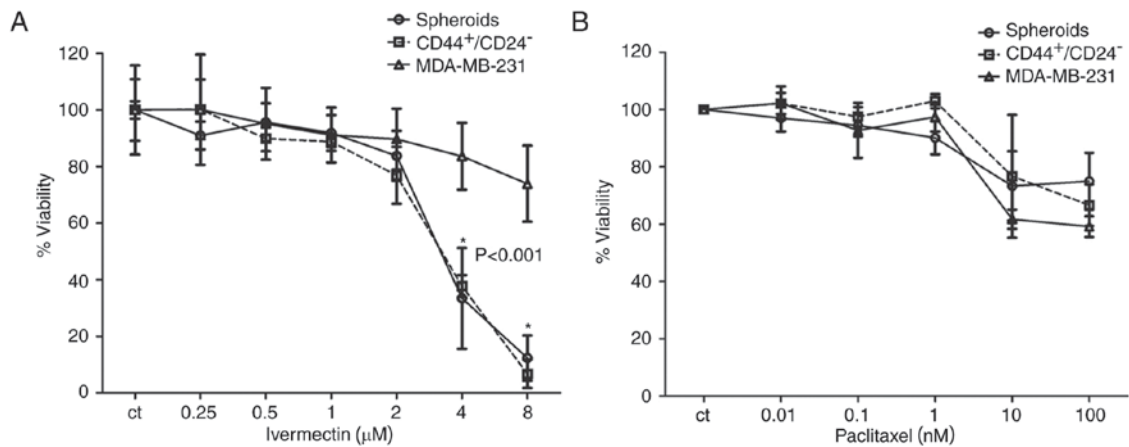 A
Spheroids
CD44⁺/CD24⁻
MDA-MB-231
% Viability
120
100
80
60
40
20
0
*
P<0.001
*
ct 0.25 0.5 1 2 4 8
Ivermectin (μM)
B
Spheroids
CD44⁺/CD24⁻
MDA-MB-231
% Viability
120
100
80
60
40
20
0
ct 0.01 0.1 1 10 100
Paclitaxel (nM)